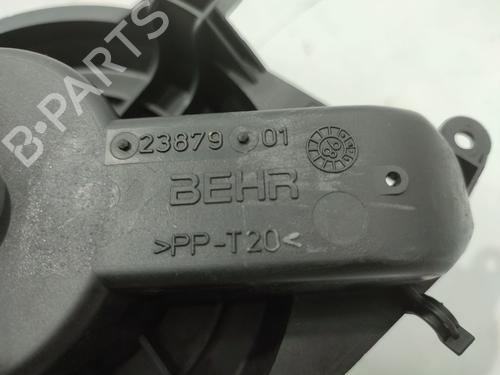 B-PARTS
23879 01
BEHR
>PP-T20<